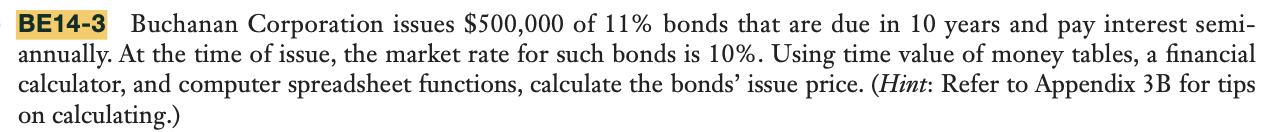 BE14-3 Buchanan Corporation issues $500,000 of 11% bonds that are due in 10 years and pay interest semi-
annually. At the time of issue, the market rate for such bonds is 10%. Using time value of money tables, a financial
calculator, and computer spreadsheet functions, calculate the bonds' issue price. (Hint: Refer to Appendix 3B for tips
on calculating.)